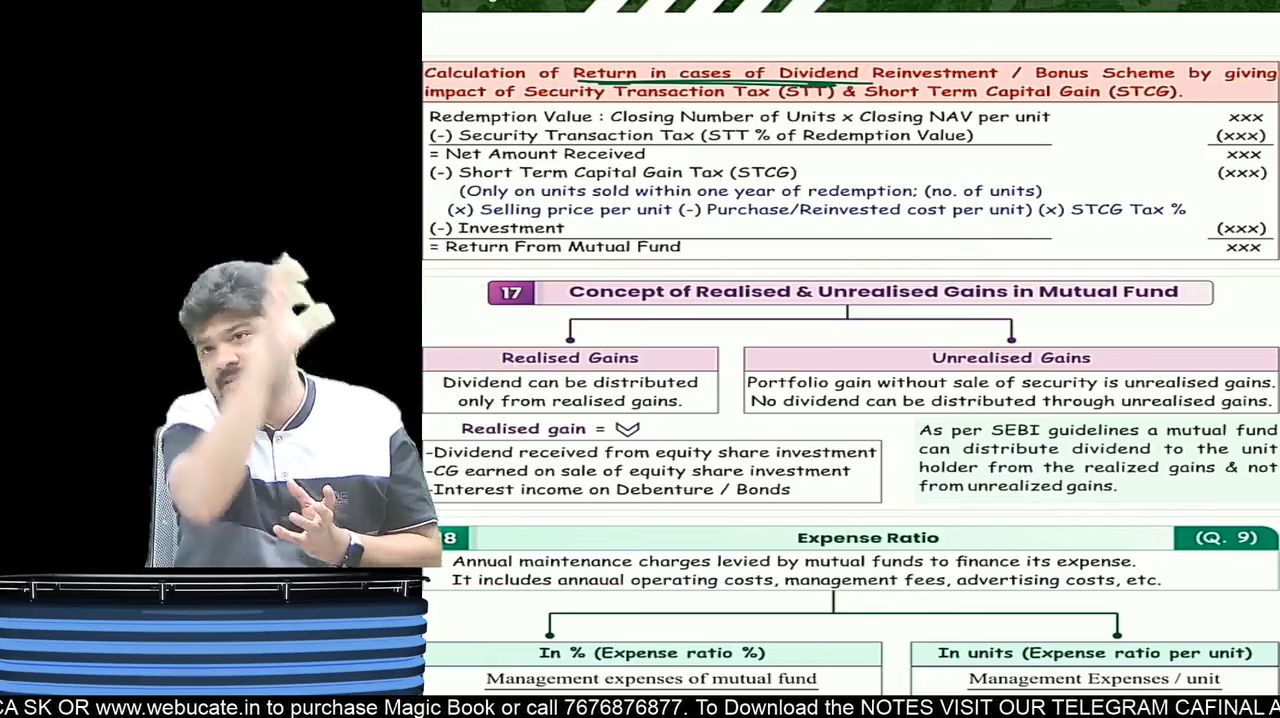 Calculation of Return in cases of Dividend Reinvestment / Bonus Scheme by giving
impact of Security Transaction Tax (STT) & Short Term Capital Gain (STCG).
Redemption Value : Closing Number of Units x Closing NAV per unit xxx
(-) Security Transaction Tax (STT % of Redemption Value) (xxx)
= Net Amount Received xxx
(-) Short Term Capital Gain Tax (STCG) (xxx)
(Only on units sold within one year of redemption; (no. of units)
(x) Selling price per unit (-) Purchase/Reinvested cost per unit) (x) STCG Tax %
(-) Investment (xxx)
= Return From Mutual Fund xxx
17 Concept of Realised & Unrealised Gains in Mutual Fund
Realised Gains
Dividend can be distributed
only from realised gains.
Realised gain =
-Dividend received from equity share investment
-CG earned on sale of equity share investment
-Interest income on Debenture / Bonds
Unrealised Gains
Portfolio gain without sale of security is unrealised gains.
No dividend can be distributed through unrealised gains.
As per SEBI guidelines a mutual fund
can distribute dividend to the unit
holder from the realized gains & not
from unrealized gains.
8 Expense Ratio (Q. 9)
Annual maintenance charges levied by mutual funds to finance its expense.
It includes annaual operating costs, management fees, advertising costs, etc.
In % (Expense ratio %)
Management expenses of mutual fund
In units (Expense ratio per unit)
Management Expenses / unit
CA SK OR www.webucate.in to purchase Magic Book or call 7676876877. To Download the NOTES VISIT OUR TELEGRAM CAFINAL A